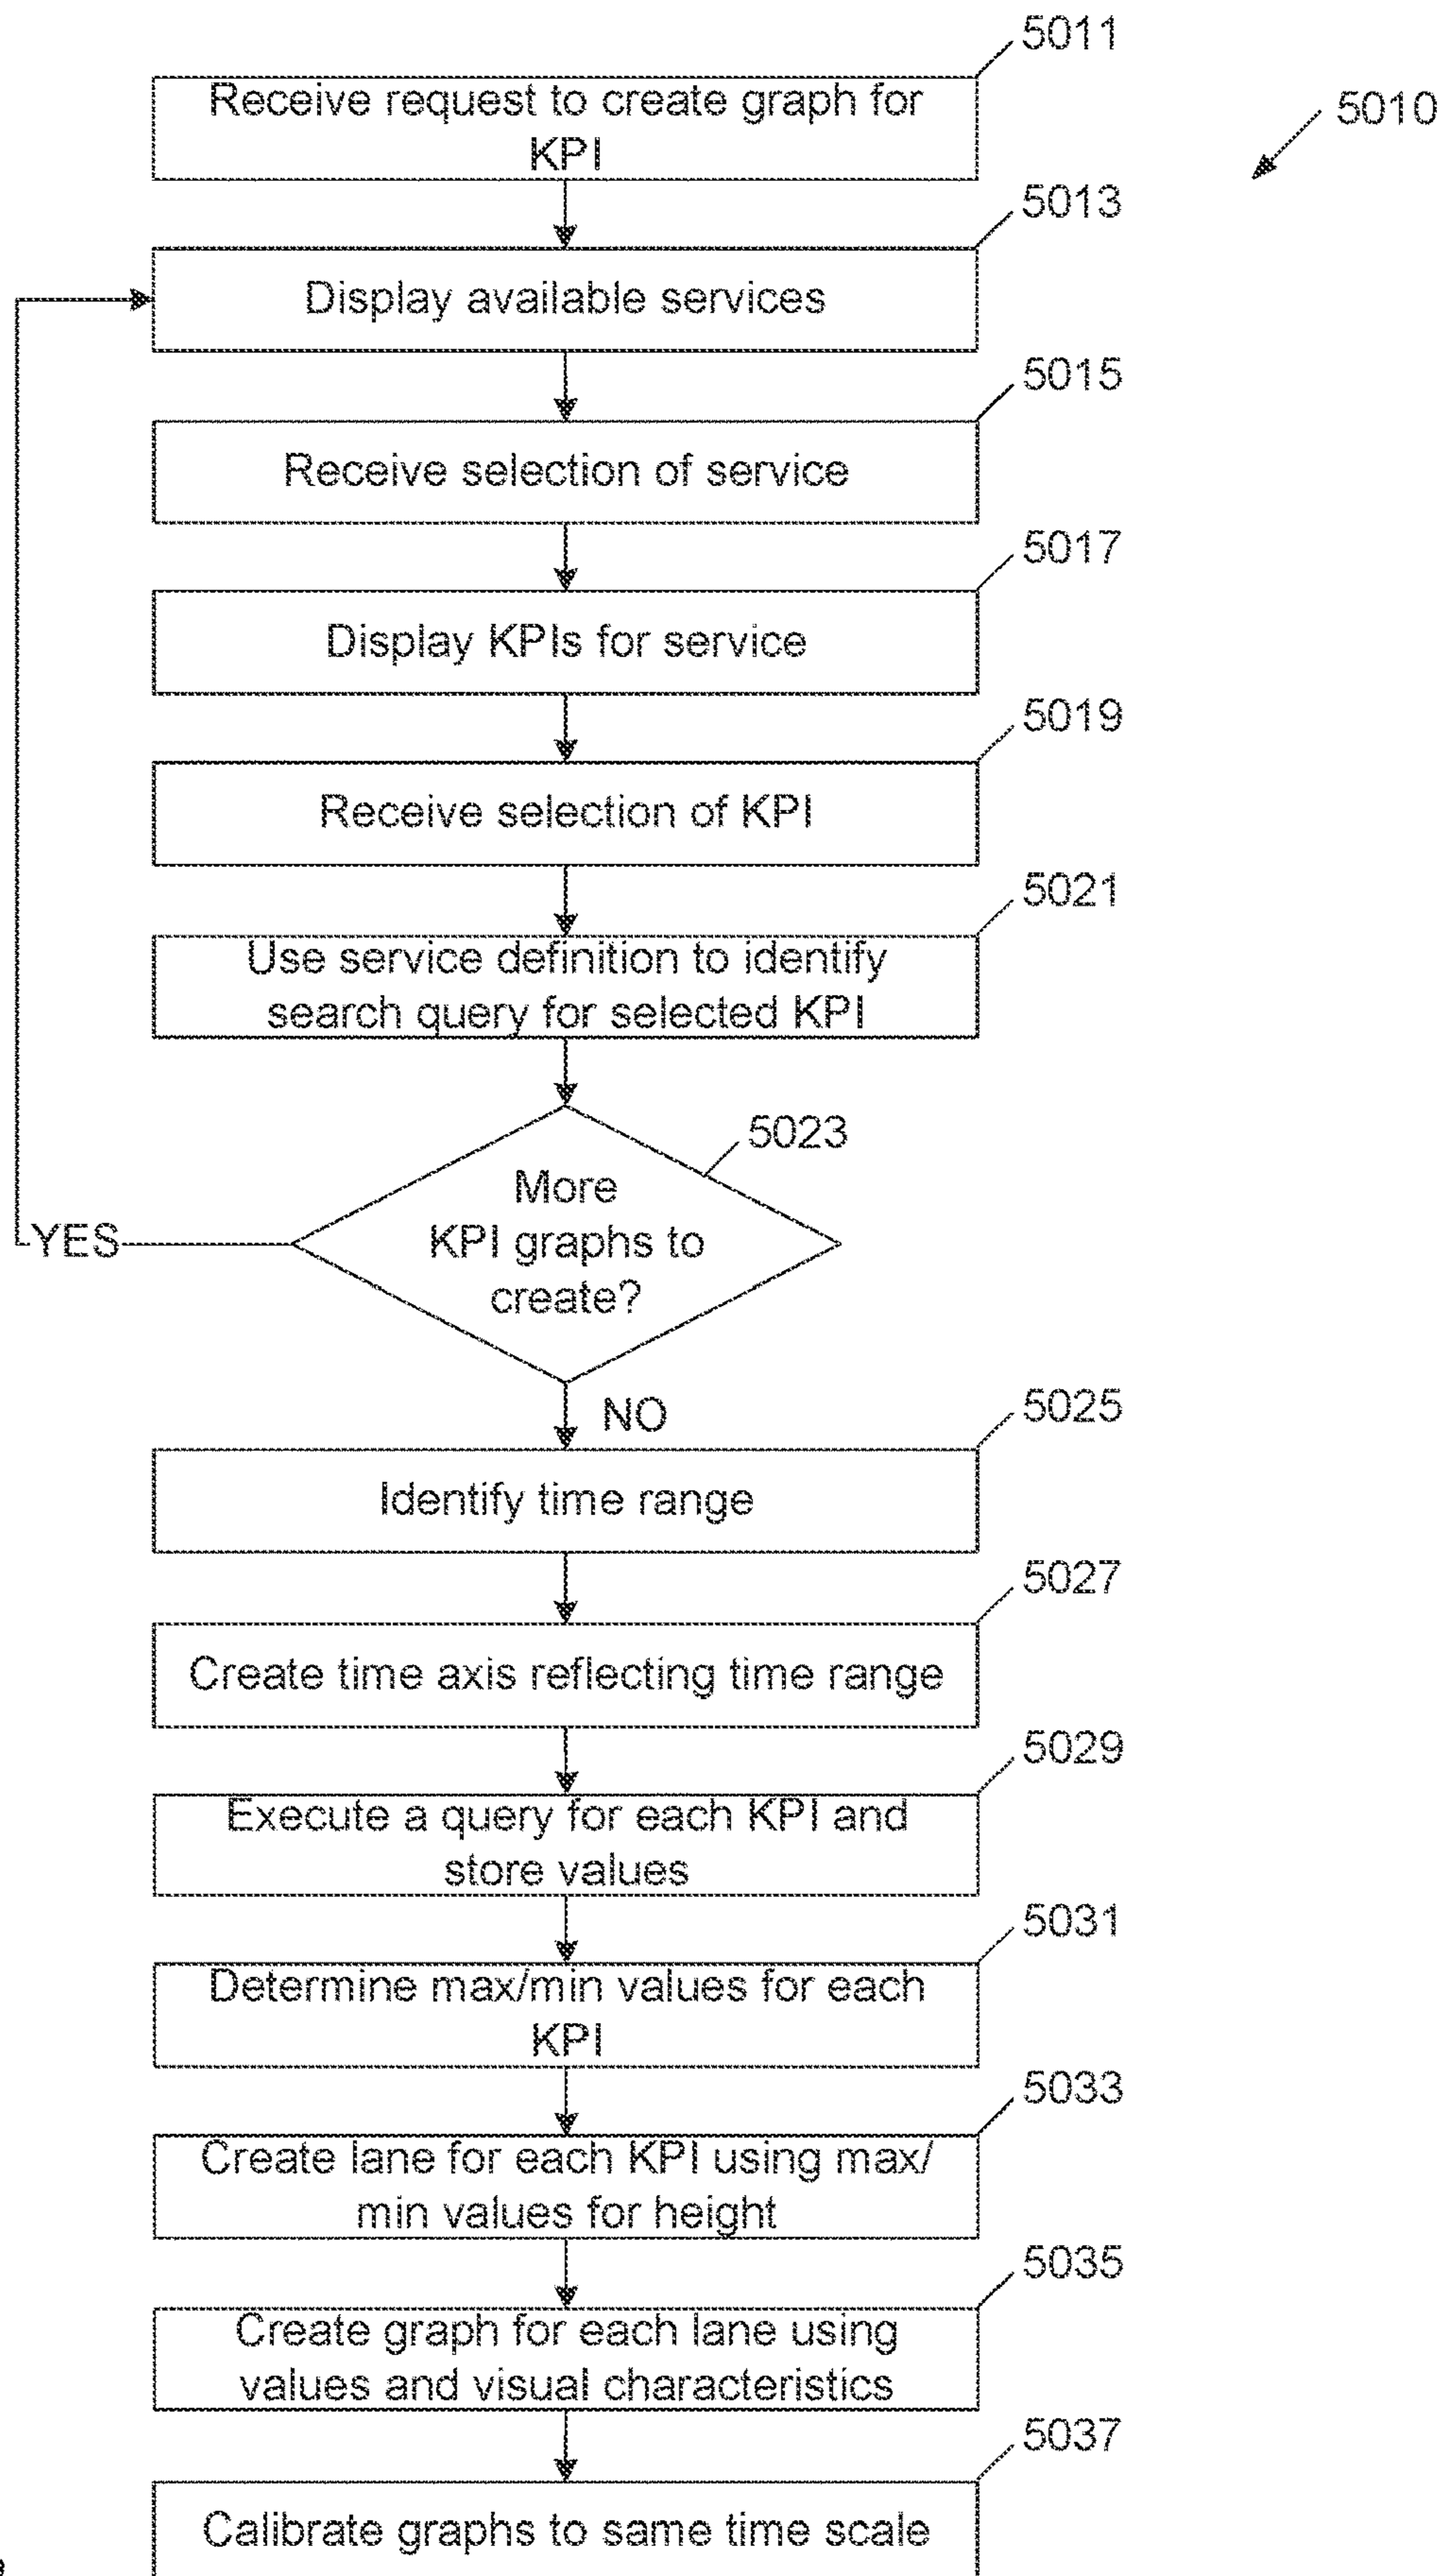 5011
Receive request to create graph for
KPI
5010
5013
Display available services
5015
Receive selection of service
5017
Display KPIs for service
5019
Receive selection of KPI
5021
Use service definition to identify
search query for selected KPI
5023
More
KPI graphs to
create?
YES
NO
5025
Identify time range
5027
Create time axis reflecting time range
5029
Execute a query for each KPI and
store values
5031
Determine max/min values for each
KPI
5033
Create lane for each KPI using max/
min values for height
5035
Create graph for each lane using
values and visual characteristics
5037
Calibrate graphs to same time scale